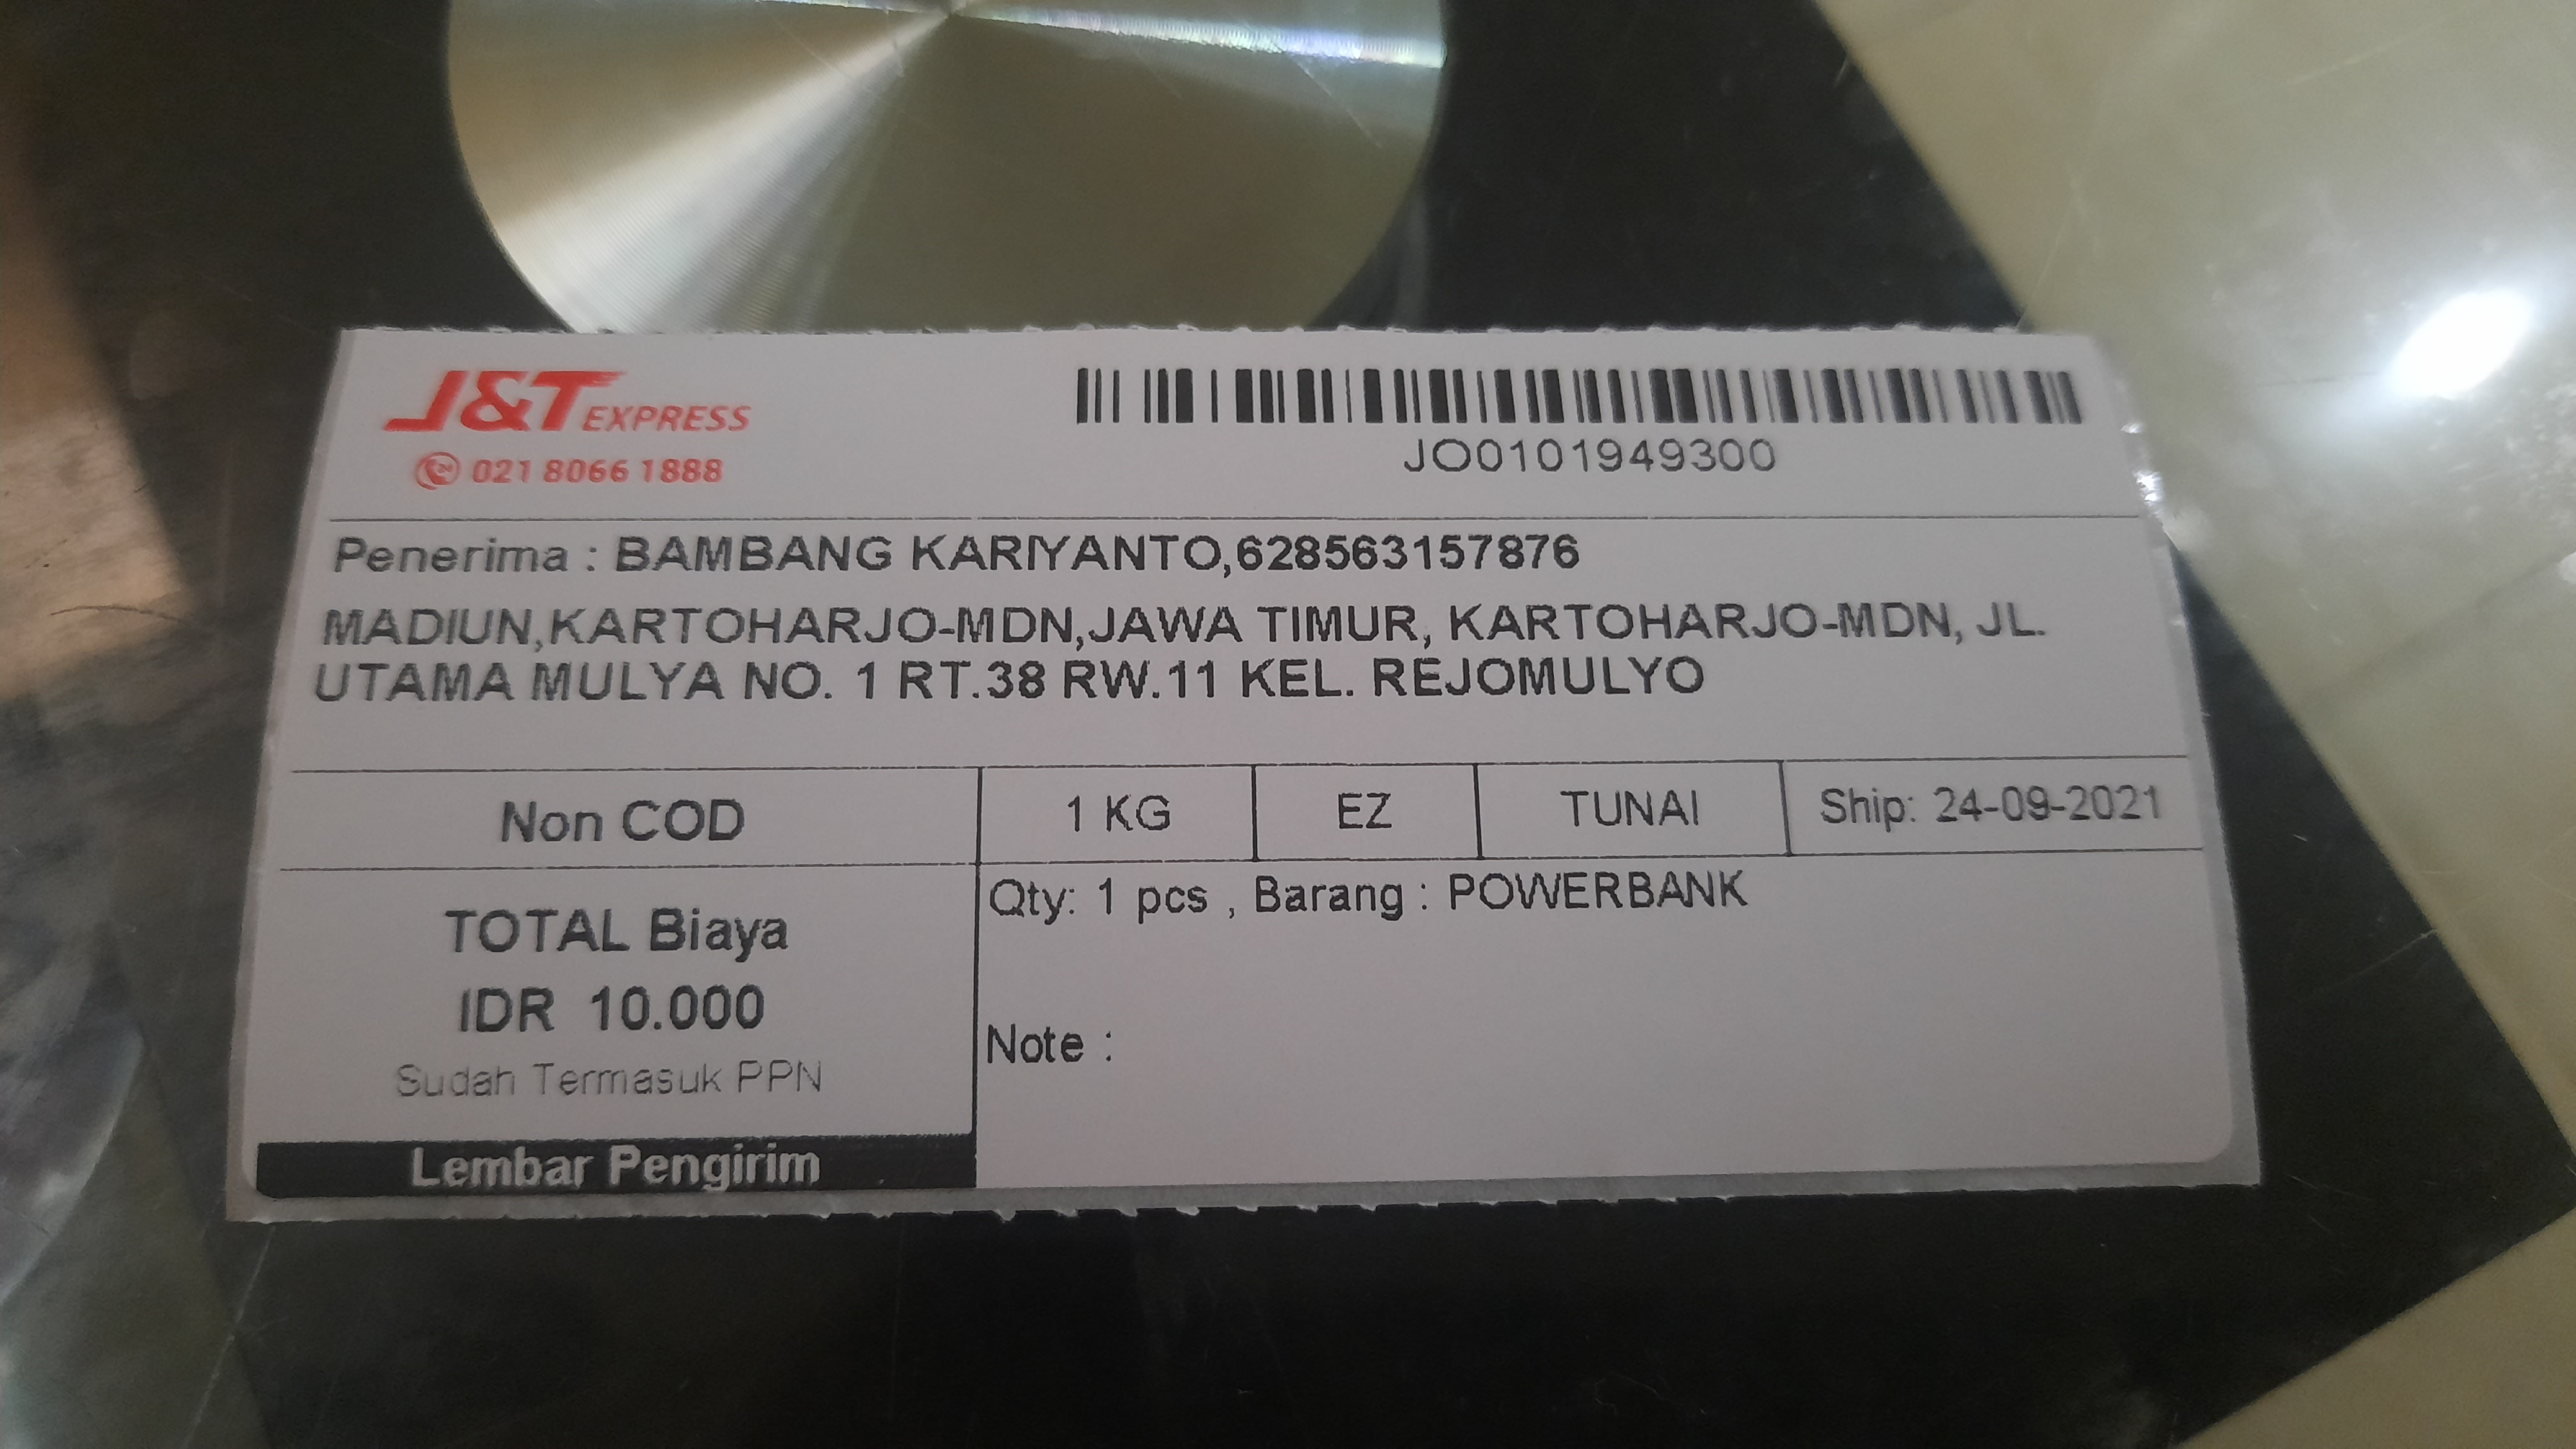 J&T EXPRESS
021 8066 1888
JO0101949300
Penerima : BAMBANG KARIYANTO,628563157876
MADIUN,KARTOHARJO-MDN,JAWA TIMUR, KARTOHARJO-MDN, JL.
UTAMA MULYA NO. 1 RT.38 RW.11 KEL. REJOMULYO
Non COD 1 KG EZ TUNAI Ship: 24-09-2021
TOTAL Biaya
IDR 10.000
Sudah Termasuk PPN
Lembar Pengirim
Qty: 1 pcs , Barang : POWERBANK
Note :